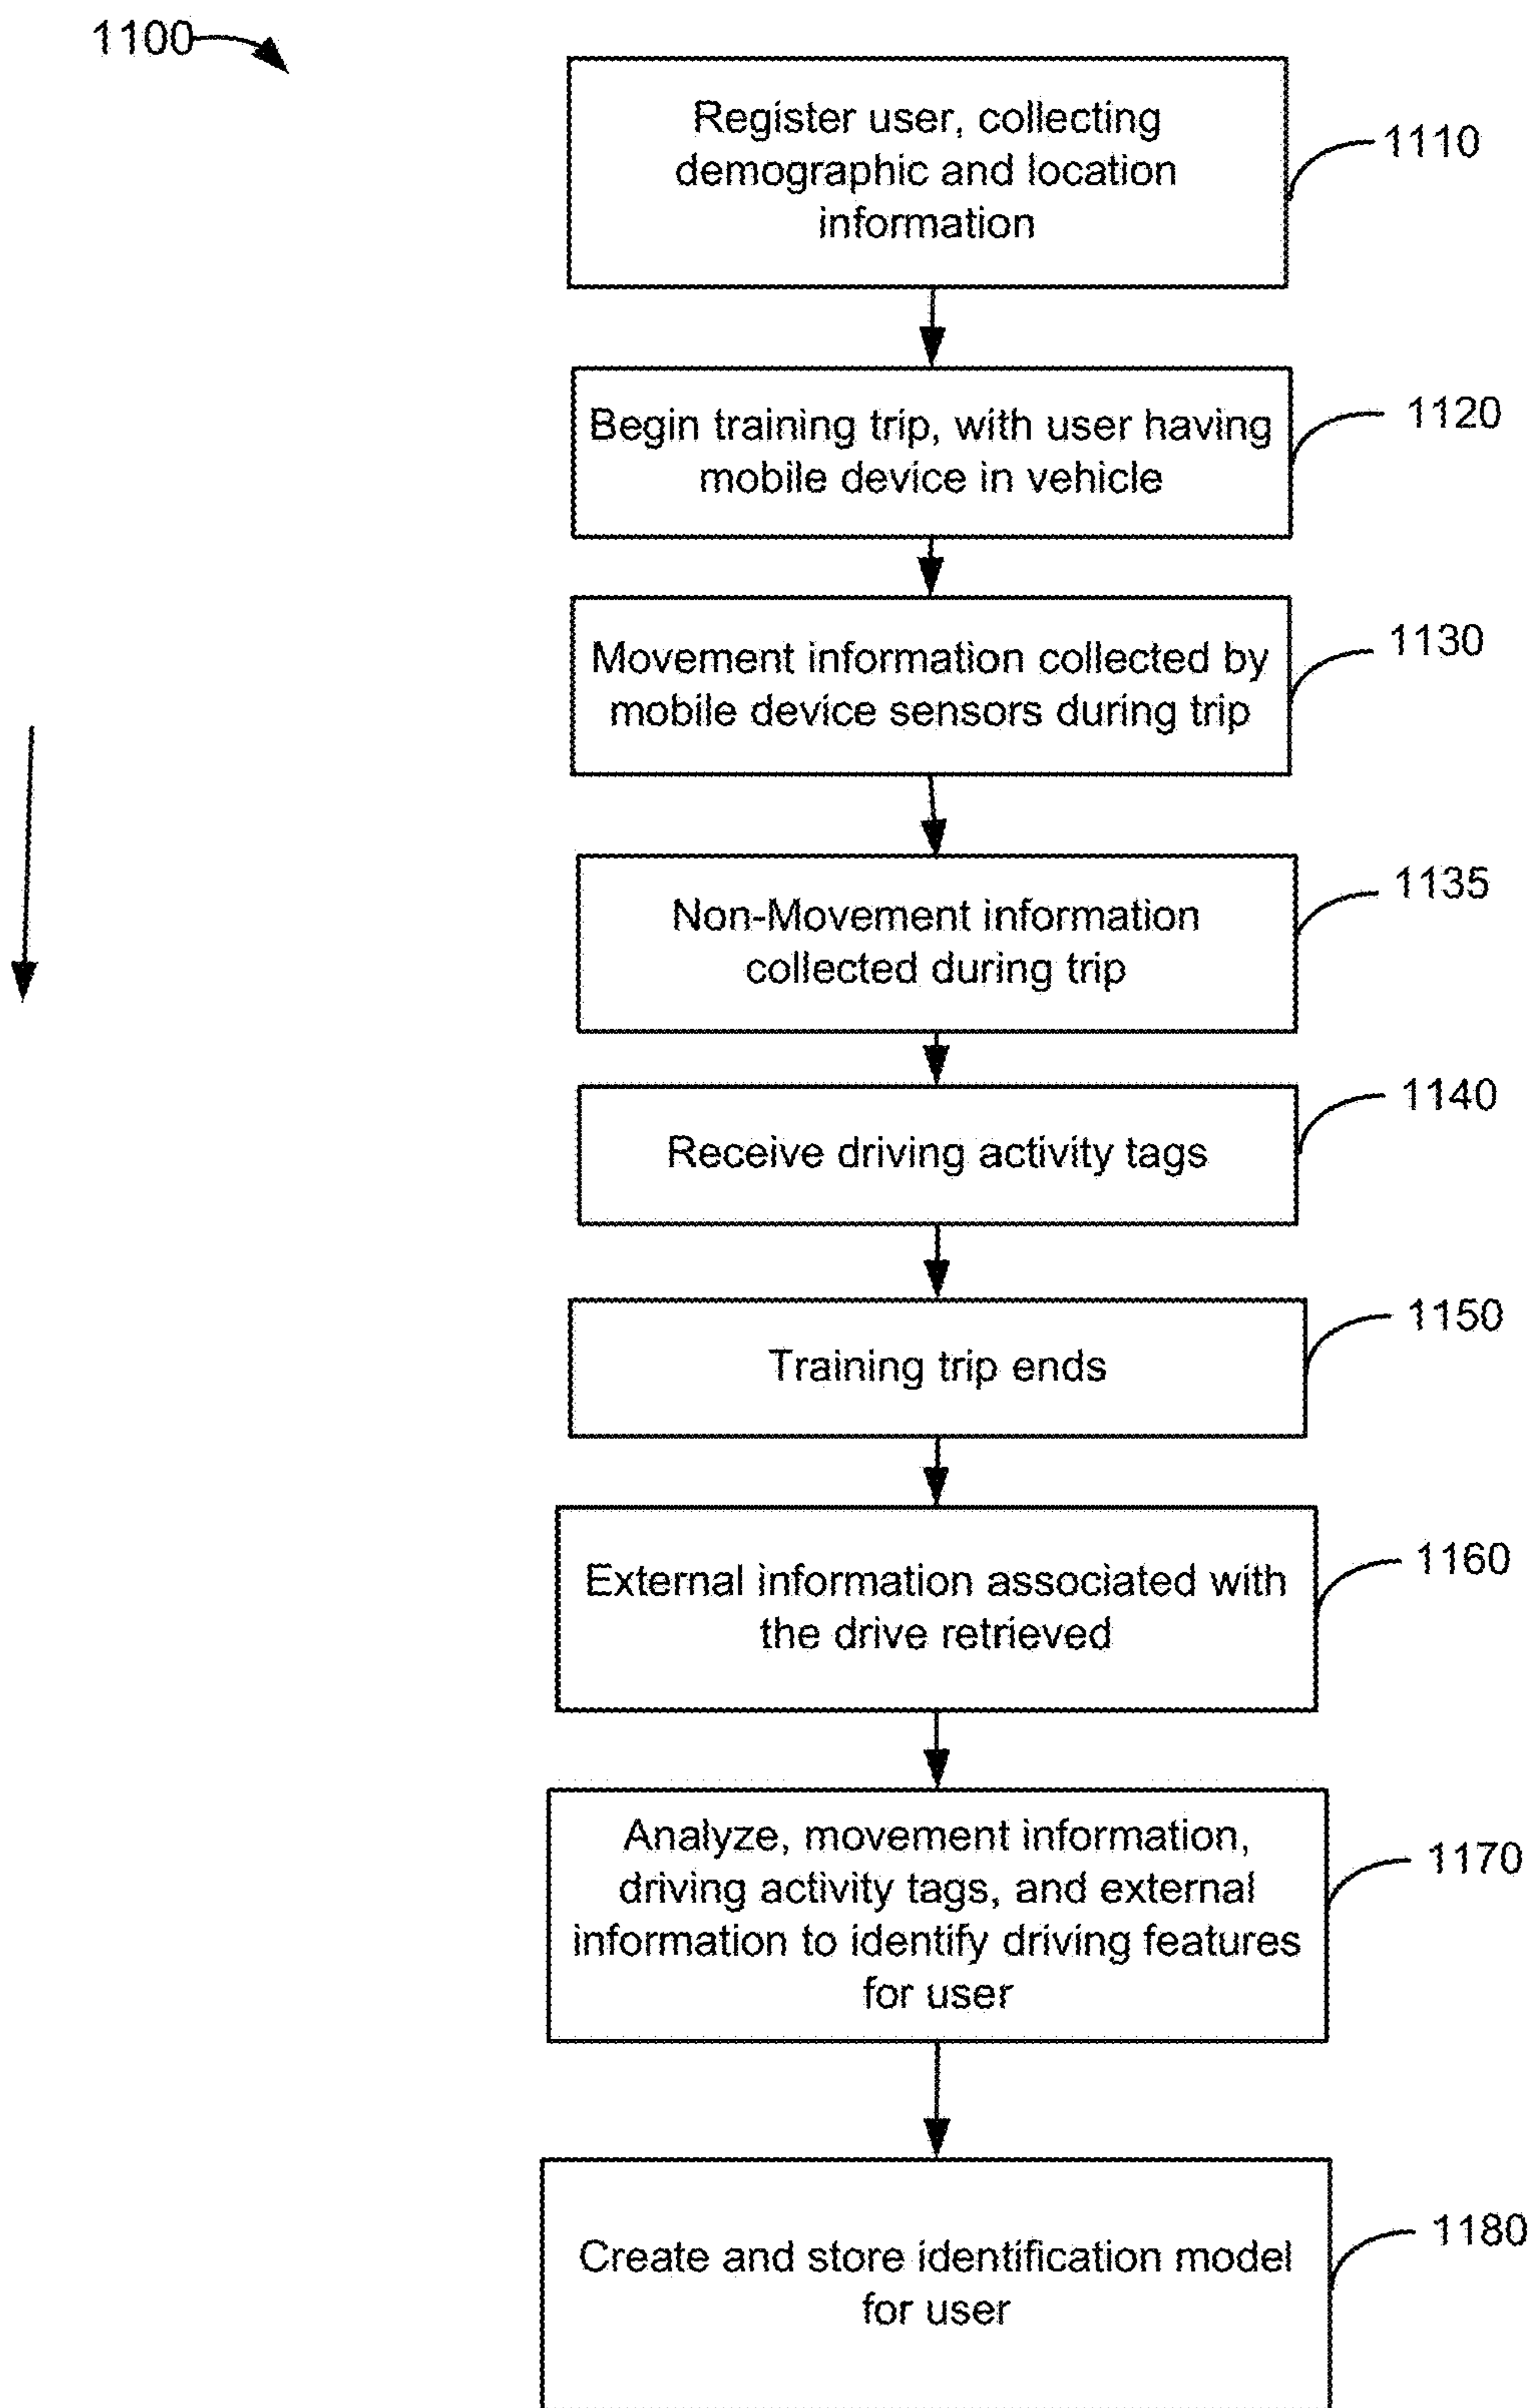 1100
Register user, collecting
demographic and location
information
1110
Begin training trip, with user having
mobile device in vehicle
1120
Movement information collected by
mobile device sensors during trip
1130
Non-Movement information
collected during trip
1135
Receive driving activity tags
1140
Training trip ends
1150
External information associated with
the drive retrieved
1160
Analyze, movement information,
driving activity tags, and external
information to identify driving features
for user
1170
Create and store identification model
for user
1180